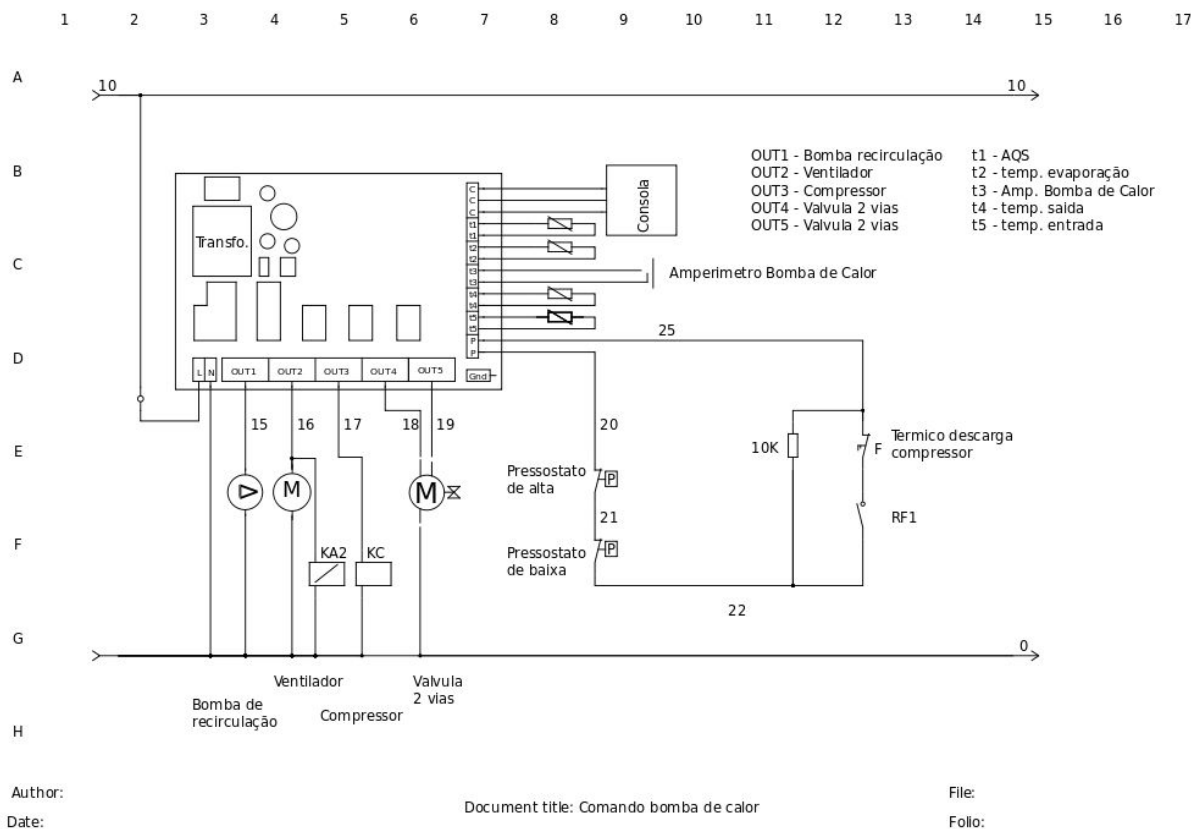 1 2 3 4 5 6 7 8 9 10 11 12 13 14 15 16 17
A
10 10
B
OUT1 - Bomba recirculação
OUT2 - Ventilador
OUT3 - Compressor
OUT4 - Valvula 2 vias
OUT5 - Valvula 2 vias
t1 - AQS
t2 - temp. evaporação
t3 - Amp. Bomba de Calor
t4 - temp. saida
t5 - temp. entrada
Consola
Transfo.
C
C
C
t1
t1
t2
t2
t3
t3
t4
t4
t5
t5
P
P
Gnd
C
Amperimetro Bomba de Calor
25
D
L N OUT1 OUT2 OUT3 OUT4 OUT5
15 16 17 18 19 20
E
10K
F
Termico descarga
compressor
Pressostato
de alta
P
M M
21
RF1
F
KA2 KC
Pressostato
de baixa
P
22
G
0
Ventilador
Valvula
2 vias
Bomba de
recirculação
Compressor
H
Author:
Date:
Document title: Comando bomba de calor
File:
Folio: